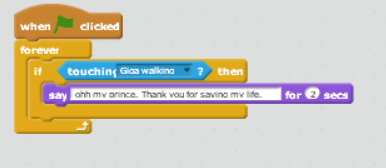 when clicked
forever
if touching Giga walking ? then
say ohh my prince. Thank you for saving my life. for 2 secs